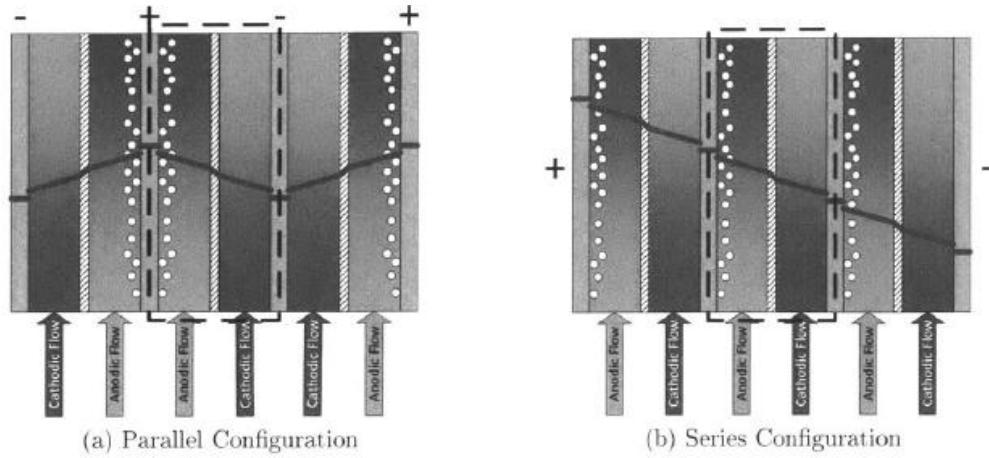 - + - +
+ -
Cathodic Flow
Anodic Flow
Anodic Flow
Cathodic Flow
Cathodic Flow
Anodic Flow
Anodic Flow
Cathodic Flow
Anodic Flow
Cathodic Flow
Anodic Flow
Cathodic Flow
(a) Parallel Configuration
(b) Series Configuration